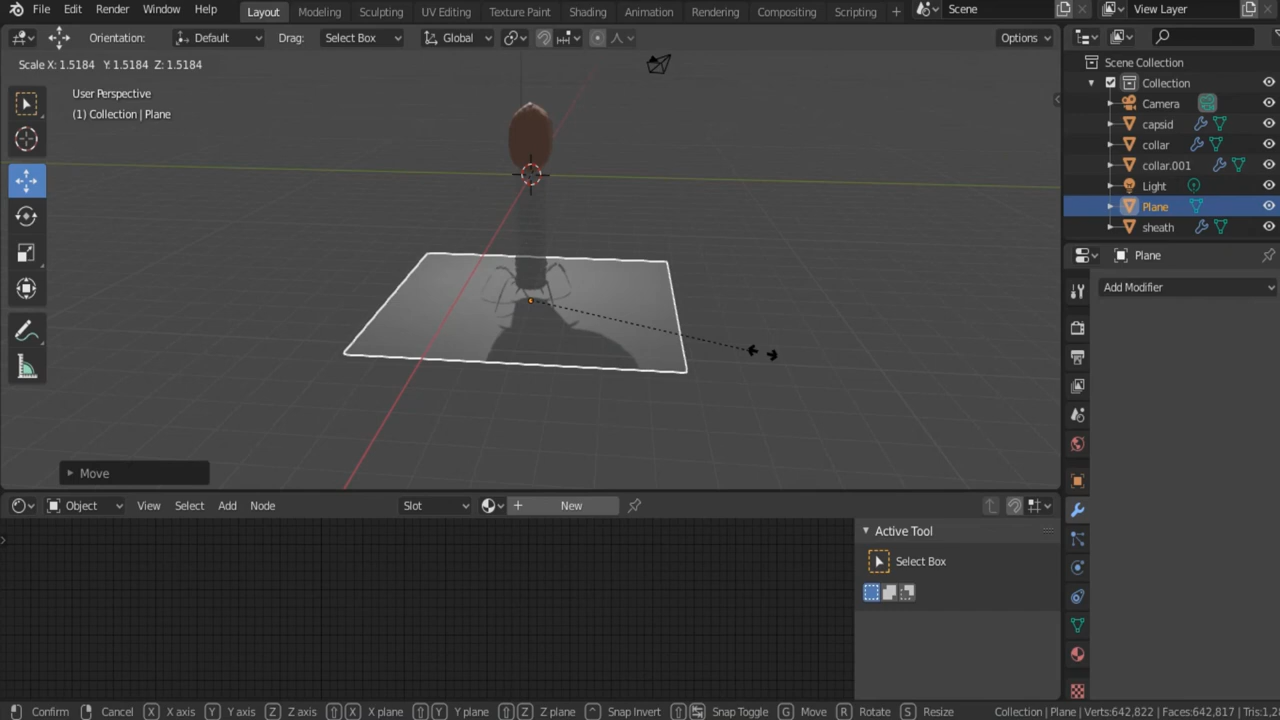 File Edit Render Window Help Layout Modeling Sculpting UV Editing Texture Paint Shading Animation Rendering Compositing Scripting + Scene View Layer
Orientation: Default Drag: Select Box Global Options
Scale X: 1.5184 Y: 1.5184 Z: 1.5184
User Perspective
(1) Collection | Plane
Scene Collection
Collection
Camera
capsid
collar
collar.001
Light
Plane
sheath
Plane
Add Modifier
Move
Object View Select Add Node Slot + New
Active Tool
Select Box
Confirm Cancel X X axis Y Y axis Z Z axis X X plane Y Y plane Z Z plane ^ Snap Invert Snap Toggle G Move R Rotate S Resize Collection | Plane | Verts:642,822 | Faces:642,817 | Tris:1,2